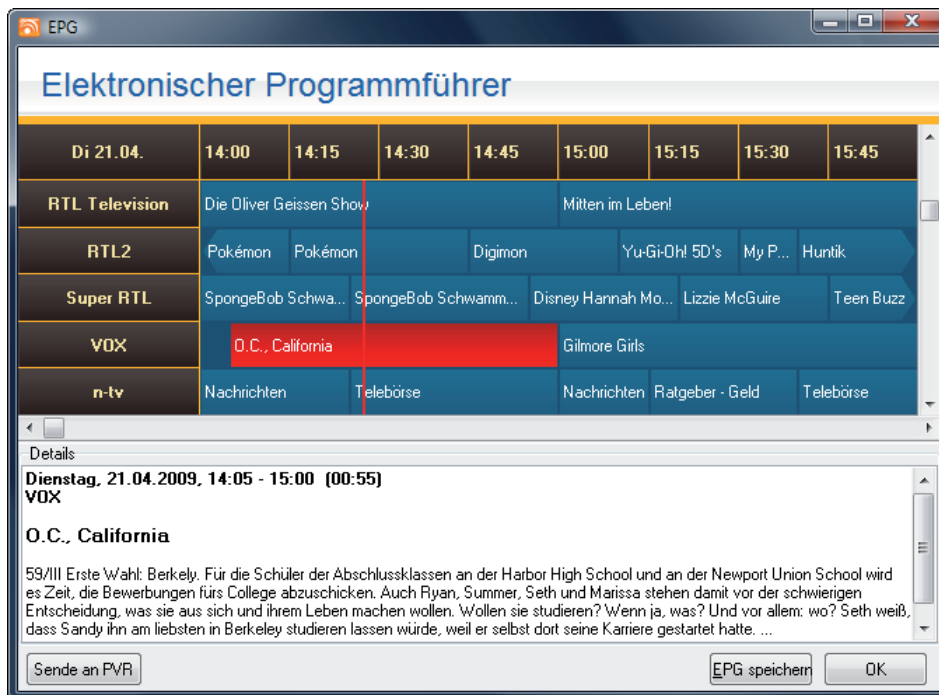 EPG
Elektronischer Programmführer
Di 21.04. 14:00 14:15 14:30 14:45 15:00 15:15 15:30 15:45
RTL Television Die Oliver Geissen Show Mitten im Leben!
RTL2 Pokémon Pokémon Digimon Yu-Gi-Oh! 5D's My P... Huntik
Super RTL SpongeBob Schwa... SpongeBob Schwamm... Disney Hannah Mo... Lizzie McGuire Teen Buzz
VOX O.C., California Gilmore Girls
n-tv Nachrichten Telebörse Nachrichten Ratgeber - Geld Telebörse
Details
Dienstag, 21.04.2009, 14:05 - 15:00 (00:55)
VOX
O.C., California
59/III Erste Wahl: Berkely. Für die Schüler der Abschlussklassen an der Harbor High School und an der Newport Union School wird
es Zeit, die Bewerbungen fürs College abzuschicken. Auch Ryan, Summer, Seth und Marissa stehen damit vor der schwierigen
Entscheidung, was sie aus sich und ihrem Leben machen wollen. Wollen sie studieren? Wenn ja, was? Und vor allem: wo? Seth weiß,
dass Sandy ihn am liebsten in Berkeley studieren lassen würde, weil er selbst dort seine Karriere gestartet hatte. ...
Sende an PVR EPG speichern OK